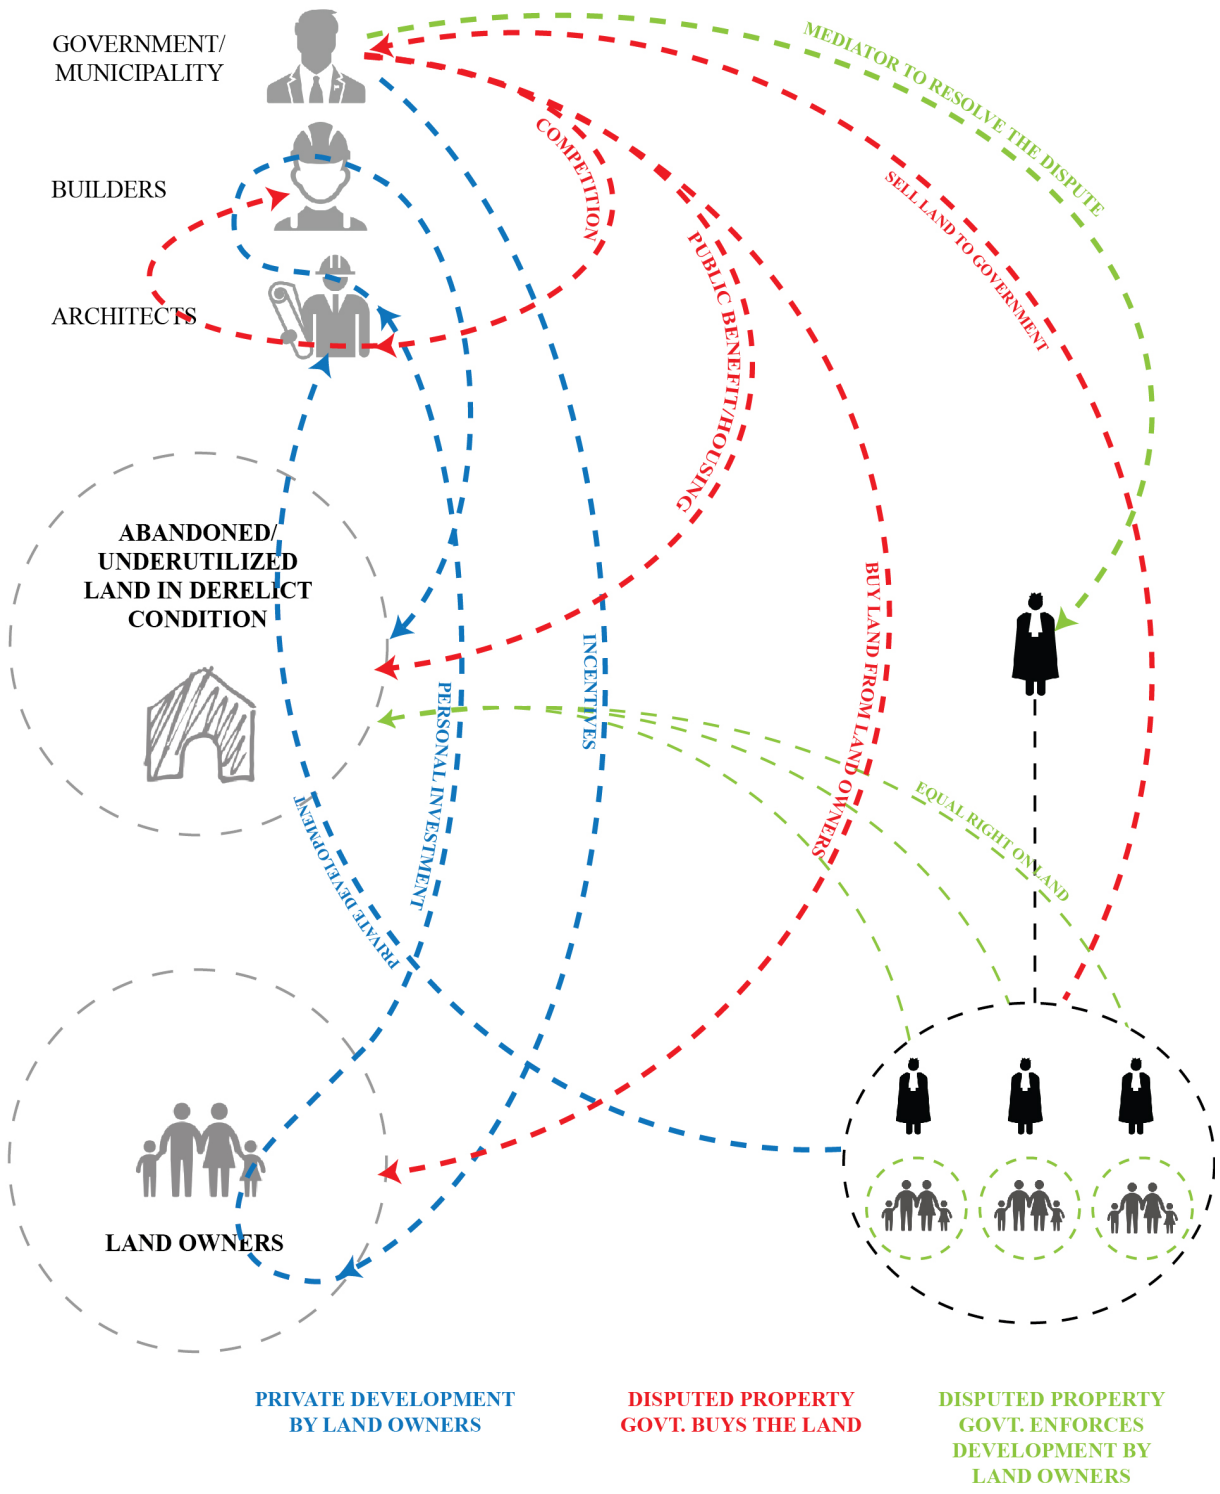 GOVERNMENT/
MUNICIPALITY
BUILDERS
ARCHITECTS
MEDIATOR TO RESOLVE THE DISPUTE
SELL LAND TO GOVERNMENT
COMPETITION
PUBLIC BENEFIT/HOUSING
BUY LAND FROM LAND OWNERS
ABANDONED/
UNDERUTILIZED
LAND IN DERELICT
CONDITION
INCENTIVES
PERSONAL INVESTMENT
PRIVATE DEVELOPMENT
EQUAL RIGHT ON LAND
LAND OWNERS
PRIVATE DEVELOPMENT
BY LAND OWNERS
DISPUTED PROPERTY
GOVT. BUYS THE LAND
DISPUTED PROPERTY
GOVT. ENFORCES
DEVELOPMENT BY
LAND OWNERS